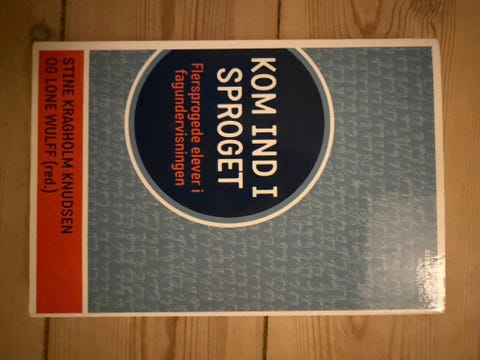 KOM IND I
SPROGET
Flersprogede elever i
fagundervisningen
STINE KRAGHOLM KNUDSEN
OG LONE WULFF (red.)